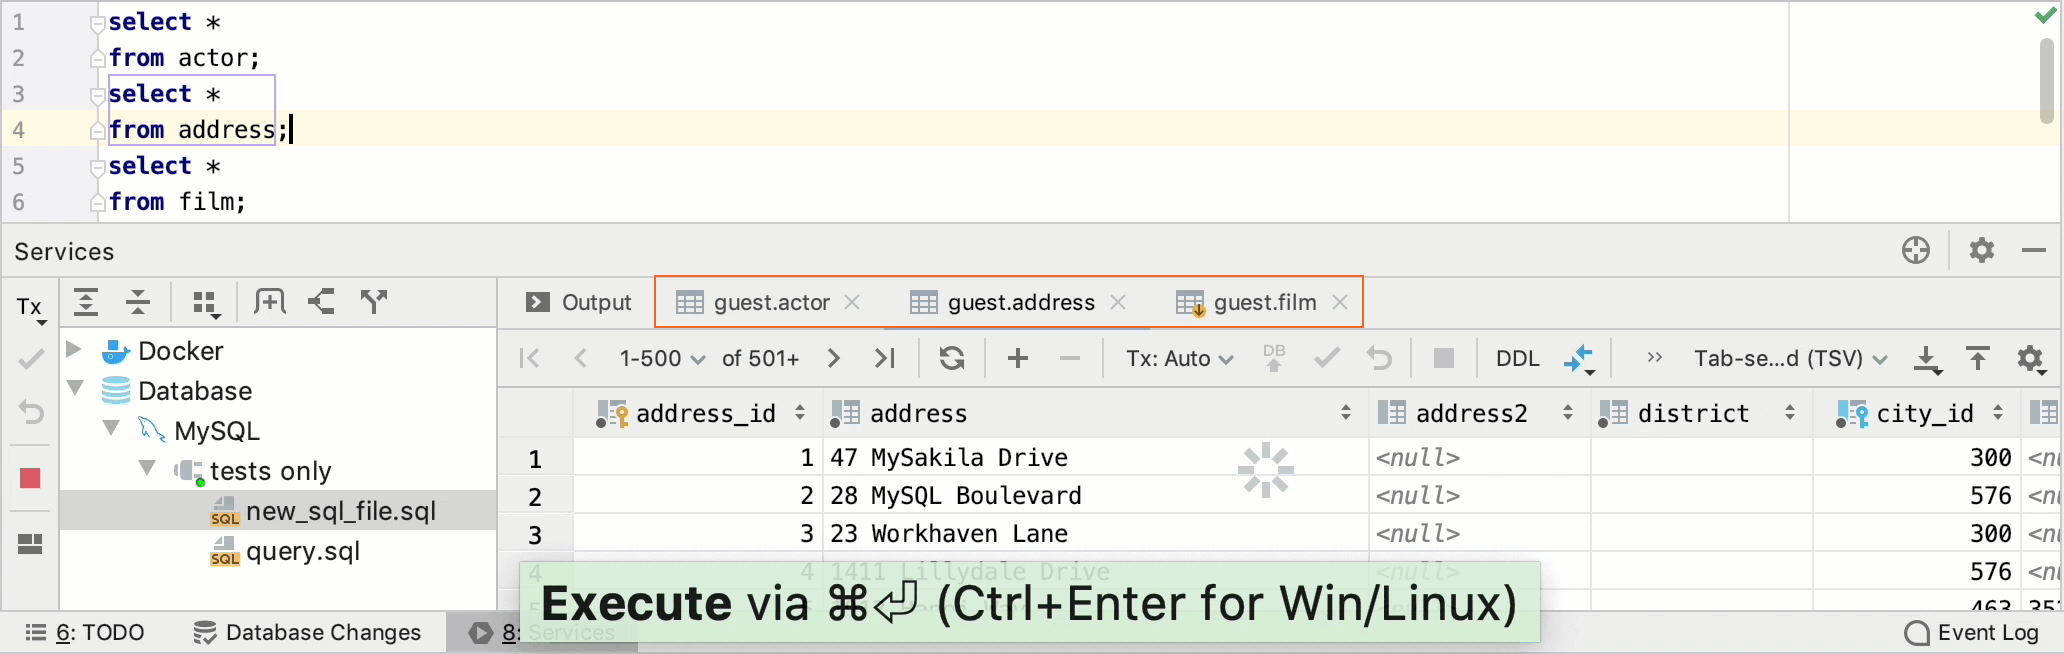 1 select *
2 from actor;
3 select *
4 from address;
5 select *
6 from film;
Services
Tx
Docker
Database
MySQL
tests only
SQL new_sql_file.sql
SQL query.sql
Output guest.actor guest.address guest.film
1-500 of 501+ Tx: Auto DB DDL Tab-se...d (TSV)
address_id address address2 district city_id
1 1 47 MySakila Drive <null> 300 <nu
2 2 28 MySQL Boulevard <null> 576 <nu
3 3 23 Workhaven Lane <null> 300 <nu
4 4 1411 Lillydale Drive <null> 576 <nu
463 35
Execute via ⌘⏎ (Ctrl+Enter for Win/Linux)
6: TODO Database Changes 8: Services Event Log